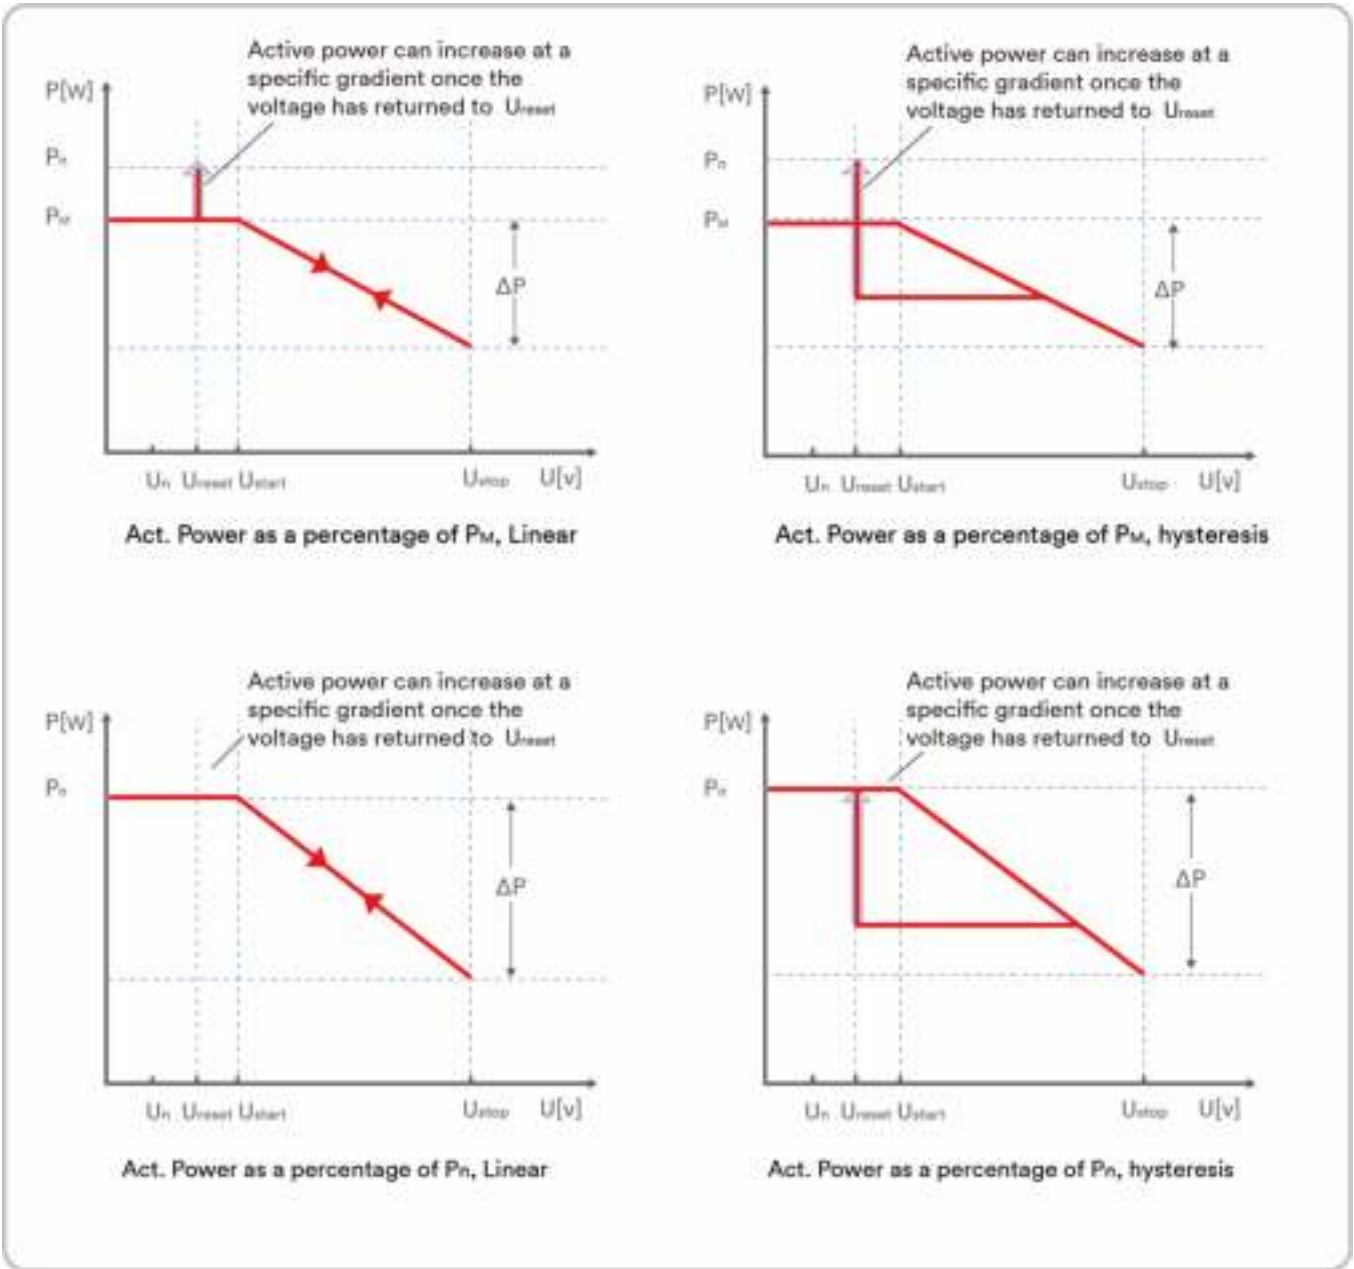 Active power can increase at a
specific gradient once the
voltage has returned to Ureset
P[W]
Pn
PM
ΔP
Un Ureset Ustart Ustop U[v]
Act. Power as a percentage of PM, Linear
Active power can increase at a
specific gradient once the
voltage has returned to Ureset
P[W]
Pn
PM
ΔP
Un Ureset Ustart Ustop U[v]
Act. Power as a percentage of PM, hysteresis
Active power can increase at a
specific gradient once the
voltage has returned to Ureset
P[W]
Pn
ΔP
Un Ureset Ustart Ustop U[v]
Act. Power as a percentage of Pn, Linear
Active power can increase at a
specific gradient once the
voltage has returned to Ureset
P[W]
Pn
ΔP
Un Ureset Ustart Ustop U[v]
Act. Power as a percentage of Pn, hysteresis